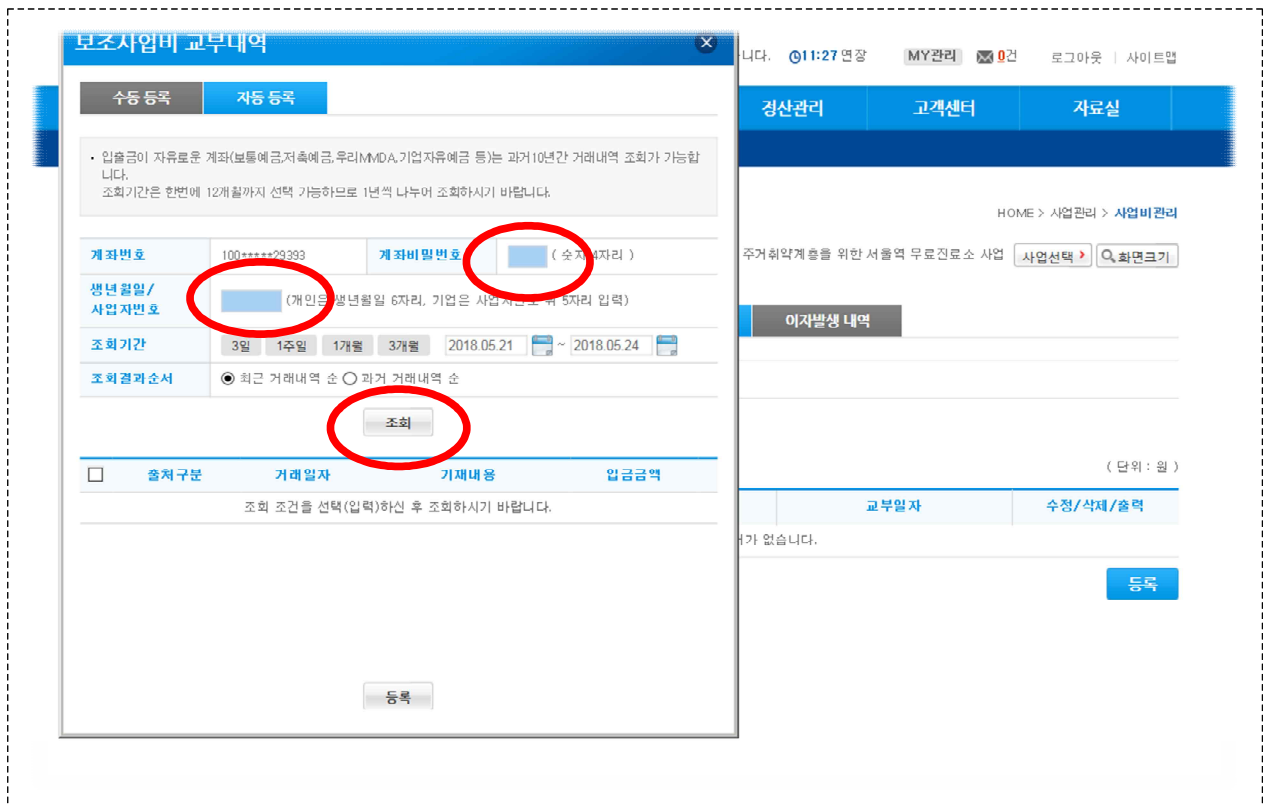 보조사업비 교부내역
니다. 11:27 연장 MY관리 0건 로그아웃 | 사이트맵
수동 등록 자동 등록
정산관리 고객센터 자료실
• 입출금이 자유로운 계좌(보통예금,저축예금,우리MMDA,기업자유예금 등)는 과거10년간 거래내역 조회가 가능합
니다.
조회기간은 한번에 12개월까지 선택 가능하므로 1년씩 나누어 조회하시기 바랍니다.
HOME > 사업관리 > 사업비관리
계좌번호 100*****29393 계좌비밀번호 ( 숫자 4자리 )
주거취약계층을 위한 서울역 무료진료소 사업 사업선택 화면크기
생년월일/
사업자번호
(개인은 생년월일 6자리, 기업은 사업자번호 뒤 5자리 입력)
이자발생 내역
조회기간 3일 1주일 1개월 3개월 2018.05.21 ~ 2018.05.24
조회결과순서 최근 거래내역 순 과거 거래내역 순
조회
( 단위 : 원 )
출처구분 거래일자 기재내용 입금금액
교부일자 수정/삭제/출력
조회 조건을 선택(입력)하신 후 조회하시기 바랍니다.
가 없습니다.
등록
등록